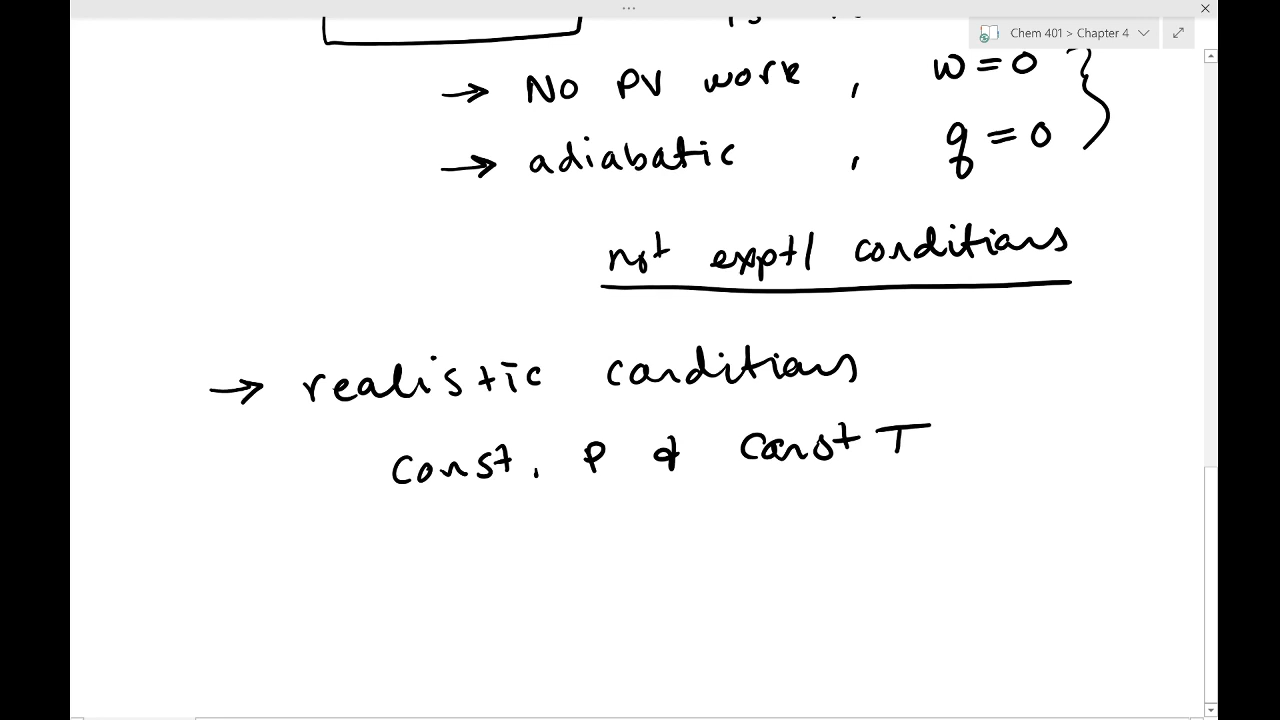 Chem 401 > Chapter 4
→ No PV work , w = 0
→ adiabatic , q = 0
not exptl conditions
→ realistic conditions
const. P & const T